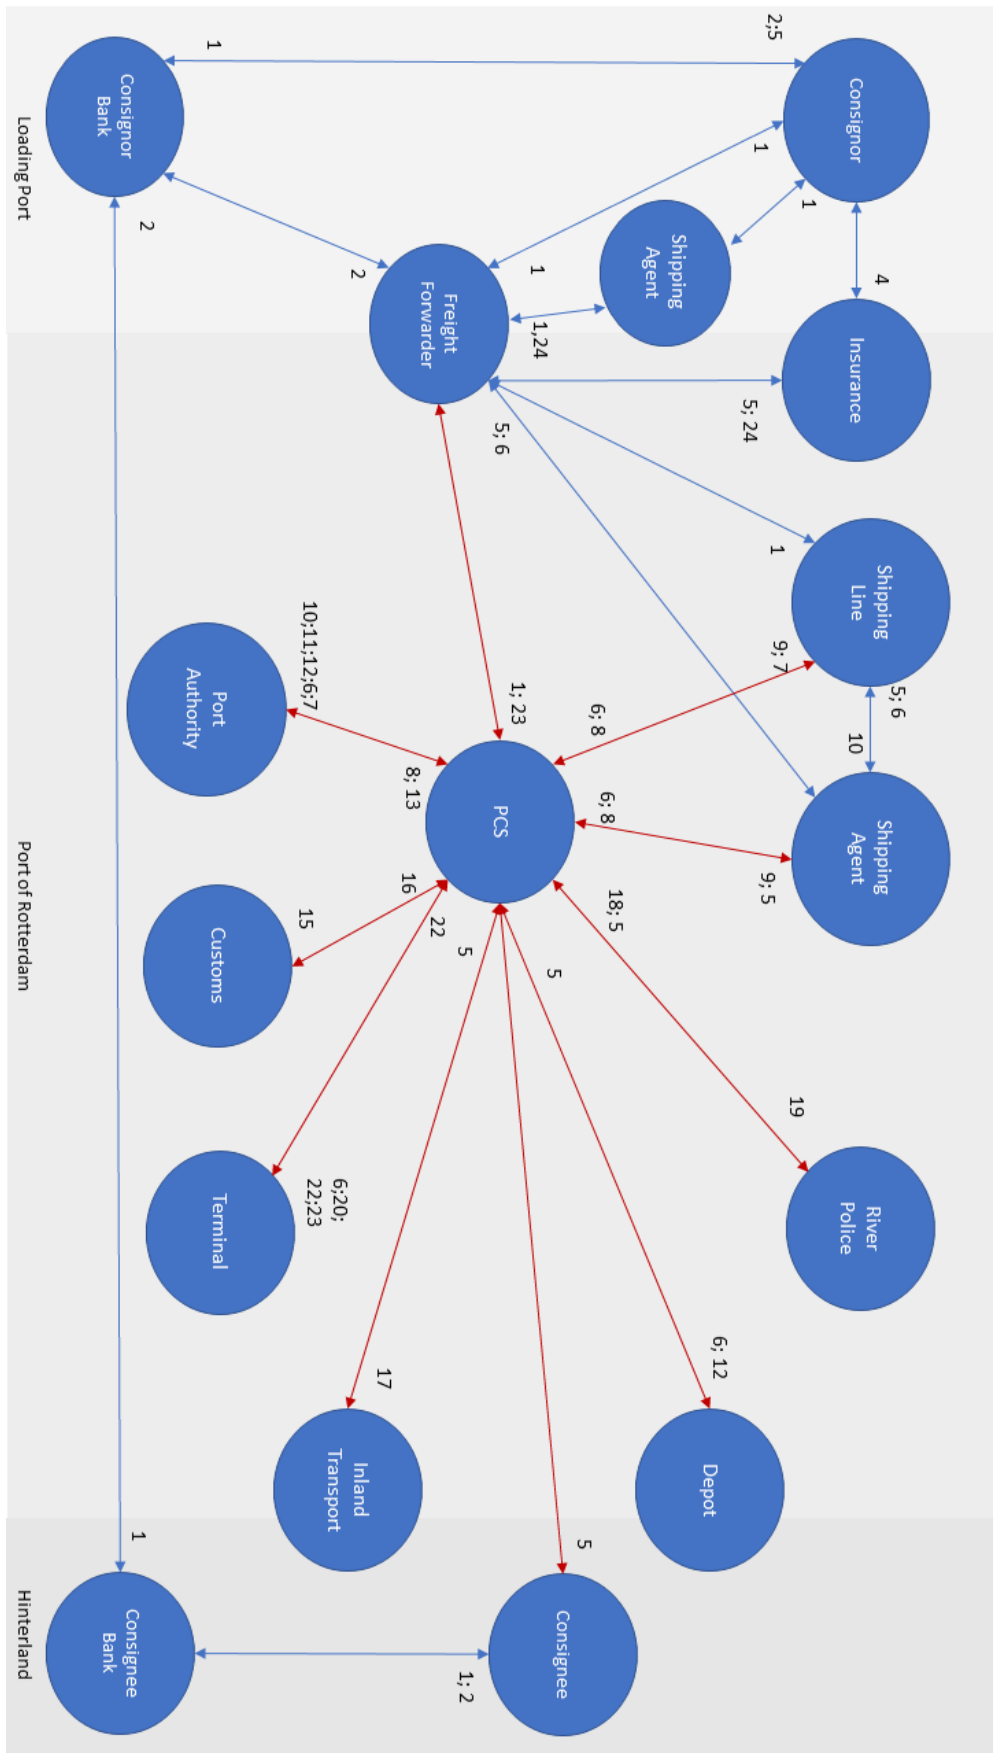 Consignor
Bank
Loading Port
1
2;5
Consignor
1
1
4
Insurance
Shipping
Agent
1
1,24
Freight
Forwarder
2
2
5; 6
5; 24
1
Shipping
Line
9; 7
5; 6
10
Shipping
Agent
9; 5
6; 8
6; 8
1; 23
PCS
10;11;12;6;7
Port
Authority
8; 13
16
15
Customs
22
5
5
18; 5
19
River
Police
6;20;
22;23
Terminal
17
Inland
Transport
6; 12
Depot
5
Consignee
1; 2
1
Consignee
Bank
Port of Rotterdam
Hinterland